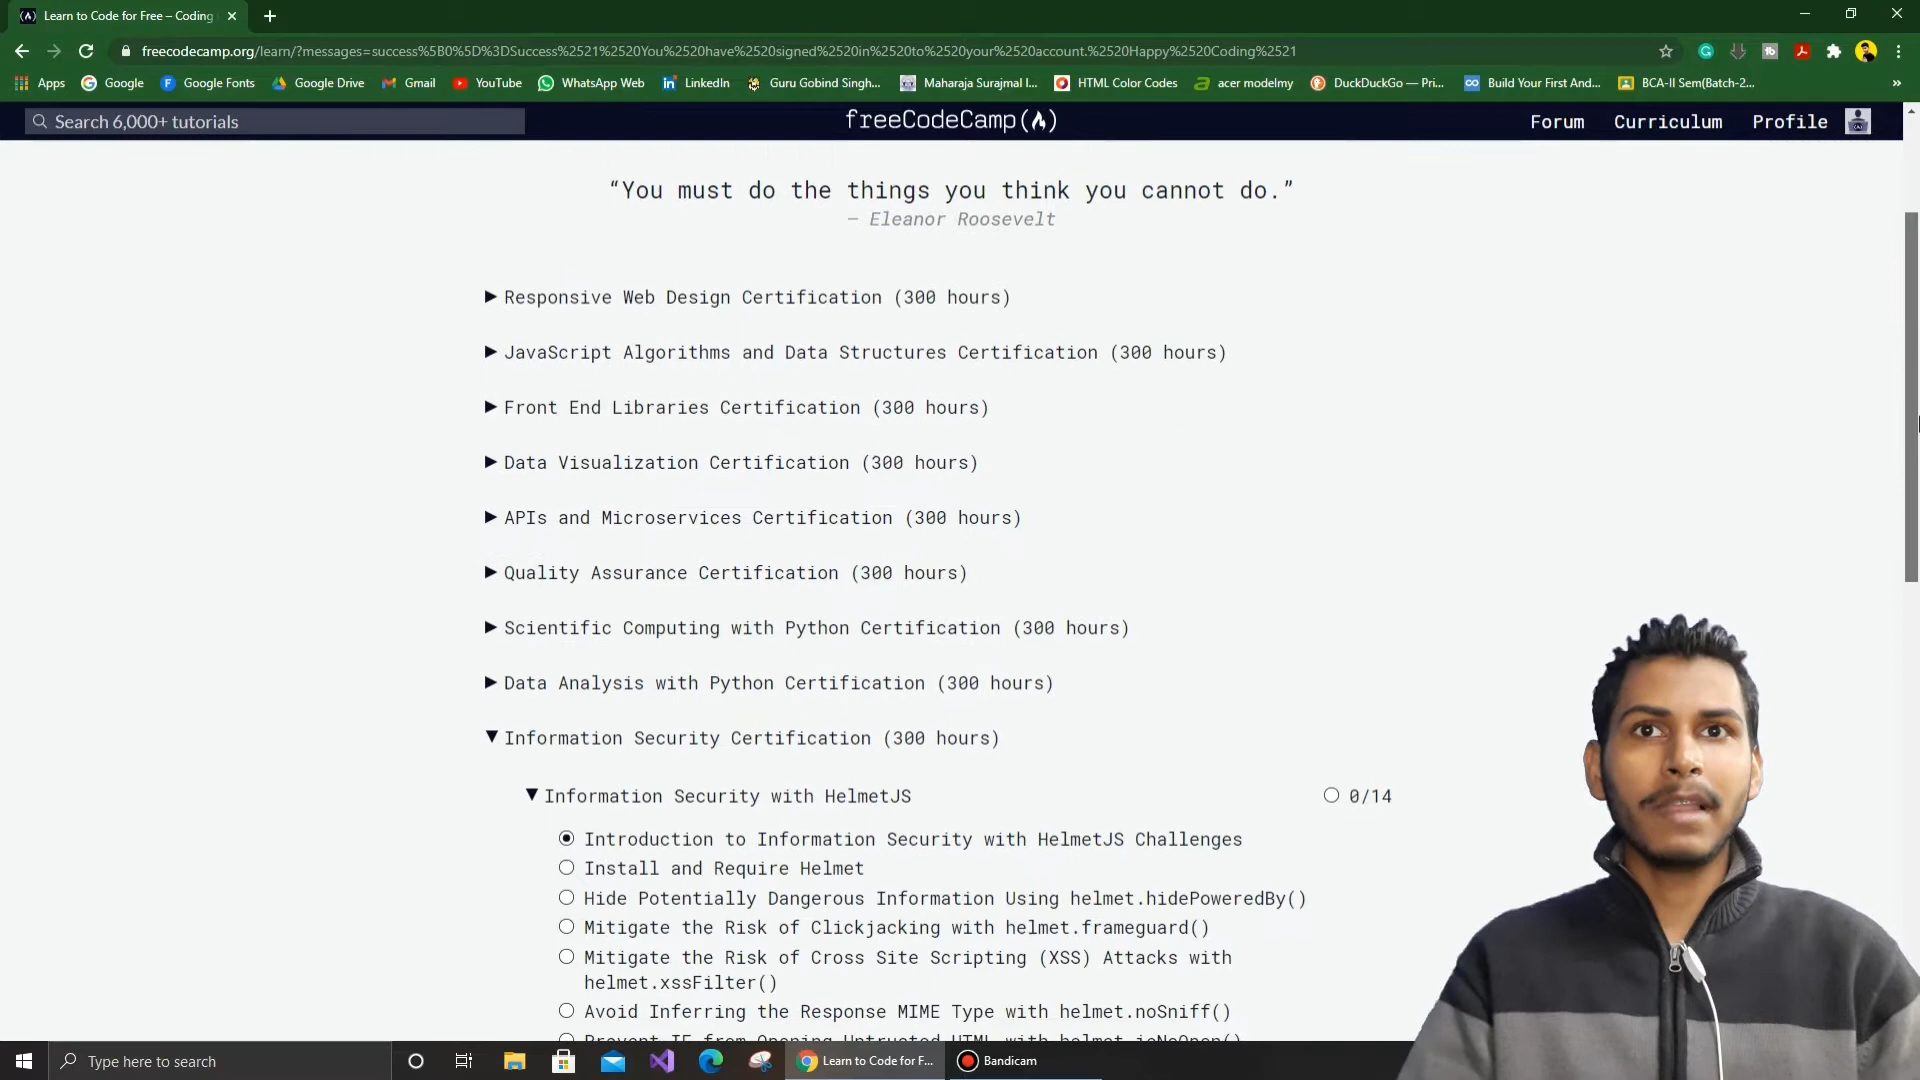 Learn to Code for Free – Coding
freecodecamp.org/learn/?messages=success%5B0%5D%3DSuccess%2521%2520You%2520have%2520signed%2520in%2520to%2520your%2520account.%2520Happy%2520Coding%2521
Apps Google Google Fonts Google Drive Gmail YouTube WhatsApp Web LinkedIn Guru Gobind Singh... Maharaja Surajmal I... HTML Color Codes acer modelmy DuckDuckGo — Pri... Build Your First And... BCA-II Sem(Batch-2... »
Search 6,000+ tutorials freeCodeCamp Forum Curriculum Profile
“You must do the things you think you cannot do.”
— Eleanor Roosevelt
Responsive Web Design Certification (300 hours)
JavaScript Algorithms and Data Structures Certification (300 hours)
Front End Libraries Certification (300 hours)
Data Visualization Certification (300 hours)
APIs and Microservices Certification (300 hours)
Quality Assurance Certification (300 hours)
Scientific Computing with Python Certification (300 hours)
Data Analysis with Python Certification (300 hours)
Information Security Certification (300 hours)
Information Security with HelmetJS 0/14
Introduction to Information Security with HelmetJS Challenges
Install and Require Helmet
Hide Potentially Dangerous Information Using helmet.hidePoweredBy()
Mitigate the Risk of Clickjacking with helmet.frameguard()
Mitigate the Risk of Cross Site Scripting (XSS) Attacks with
helmet.xssFilter()
Avoid Inferring the Response MIME Type with helmet.noSniff()
Prevent IE from Opening Untrusted HTML with helmet.ieNoOpen()
Type here to search Learn to Code for F... Bandicam